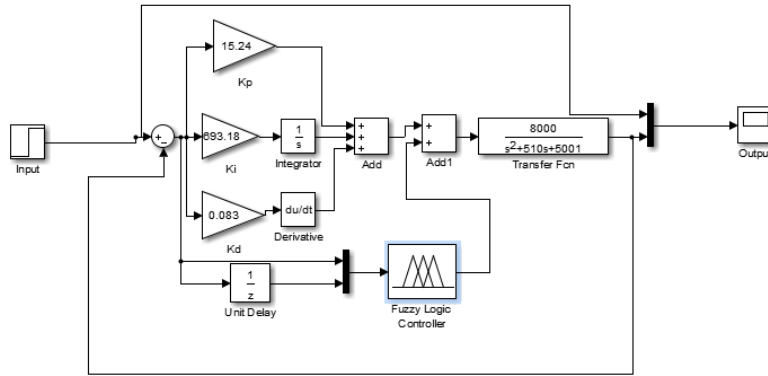 15.24
Kp
Input
+
−
693.18
Ki
1
s
Integrator
+
+
+
Add
+
+
Add1
8000
s²+510s+5001
Transfer Fcn
Output
0.083
Kd
du/dt
Derivative
1
z
Unit Delay
Fuzzy Logic
Controller